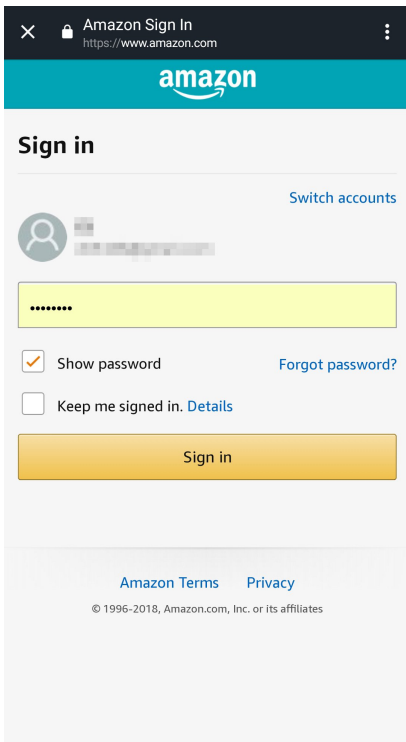 Amazon Sign In
https://www.amazon.com
amazon
Sign in
Switch accounts
••••••••
Show password Forgot password?
Keep me signed in. Details
Sign in
Amazon Terms Privacy
© 1996-2018, Amazon.com, Inc. or its affiliates